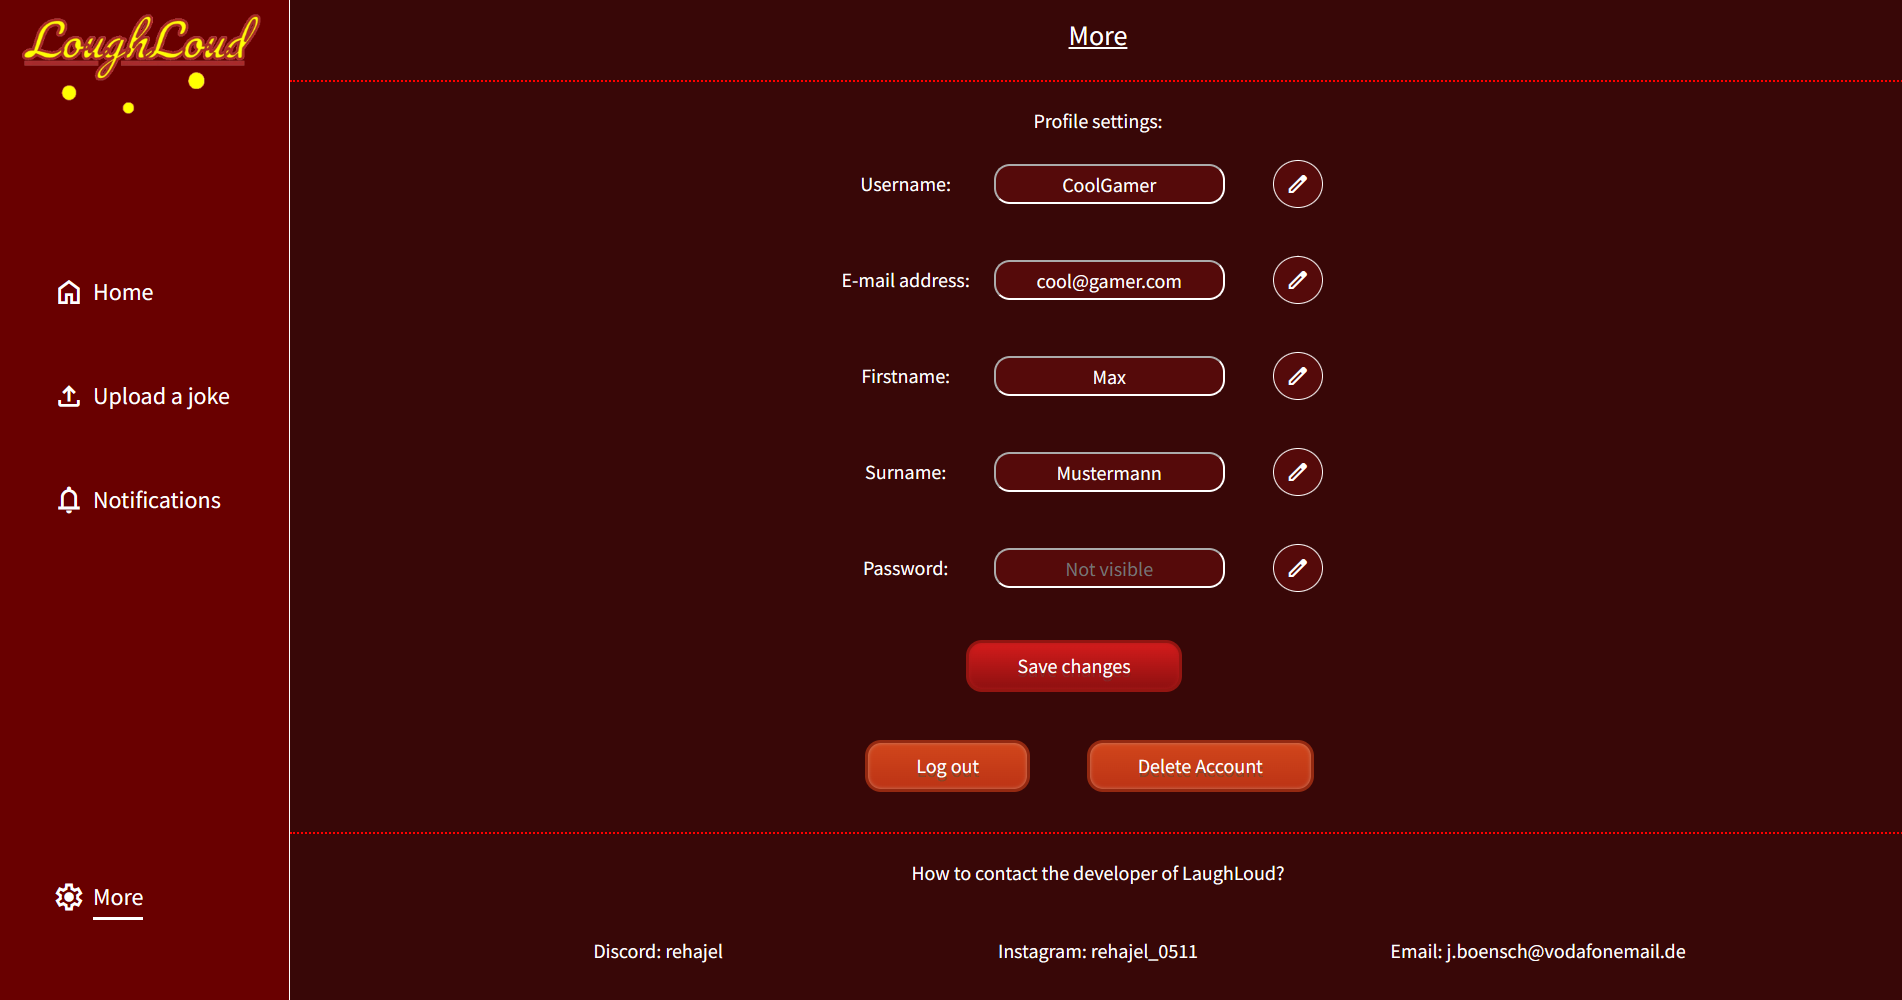 LoughLoud
Home
Upload a joke
Notifications
More
More
Profile settings:
Username: CoolGamer
E-mail address: cool@gamer.com
Firstname: Max
Surname: Mustermann
Password: Not visible
Save changes
Log out Delete Account
How to contact the developer of LaughLoud?
Discord: rehajel Instagram: rehajel_0511 Email: j.boensch@vodafonemail.de